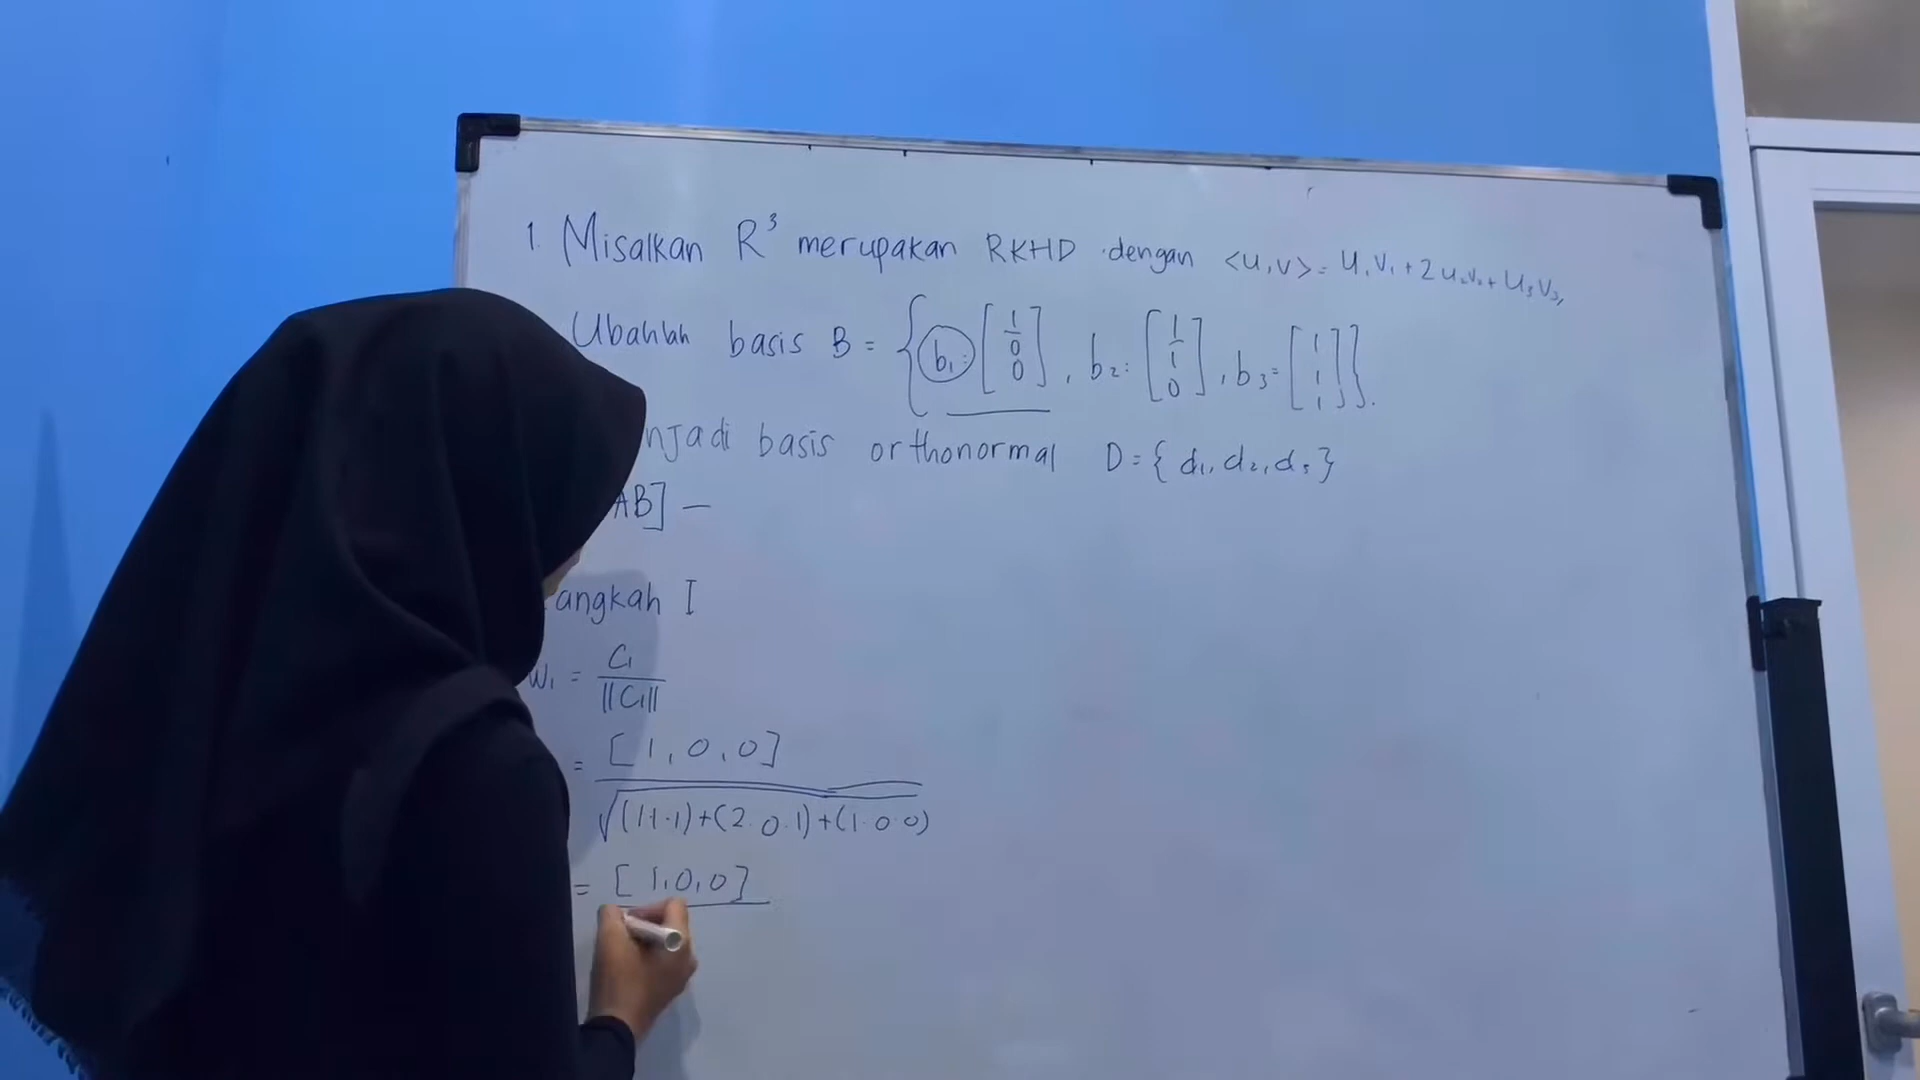 1. Misalkan R³ merupakan RKHD dengan <u,v> = u₁v₁ + 2u₂v₂ + u₃v₃,
Ubahlah basis B = { b₁ = [1 0 0], b₂ = [1 1 0], b₃ = [1 1 1] }.
njadi basis orthonormal D = { d₁, d₂, d₃ }
AB] —
angkah I
W₁ = C₁ / ||C₁||
= [1, 0, 0] / √(1·1·1)+(2·0·1)+(1·0·0)
= [1,0,0]